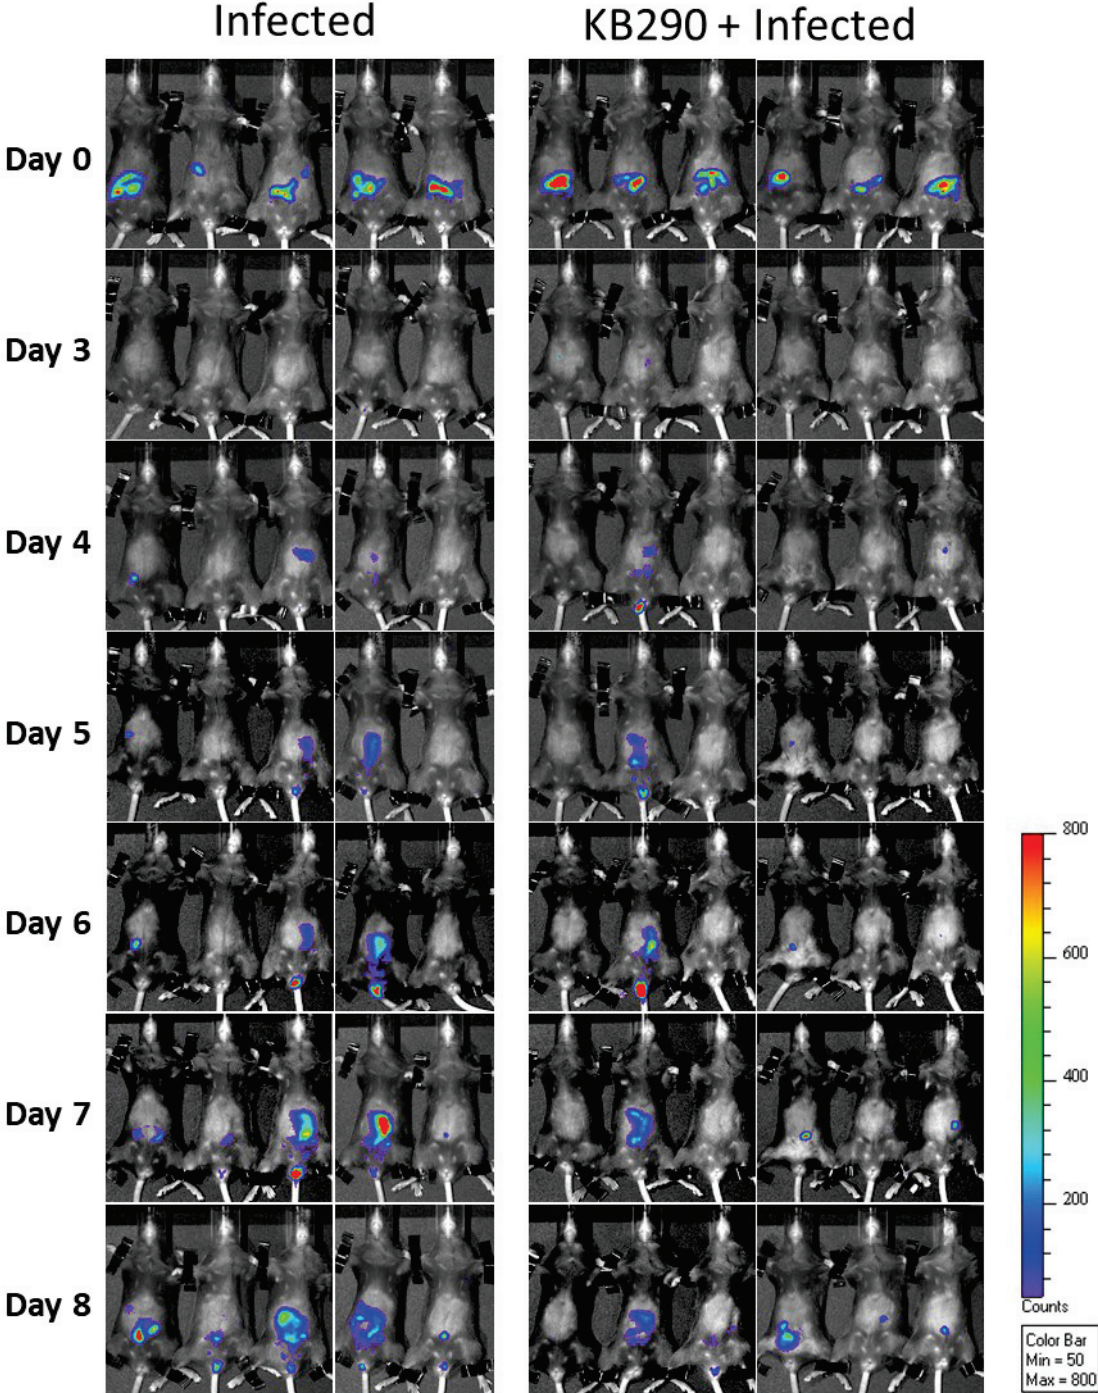 Infected
KB290 + Infected
Day 0
Day 3
Day 4
Day 5
Day 6
Day 7
Day 8
800
600
400
200
Counts
Color Bar
Min = 50
Max = 800